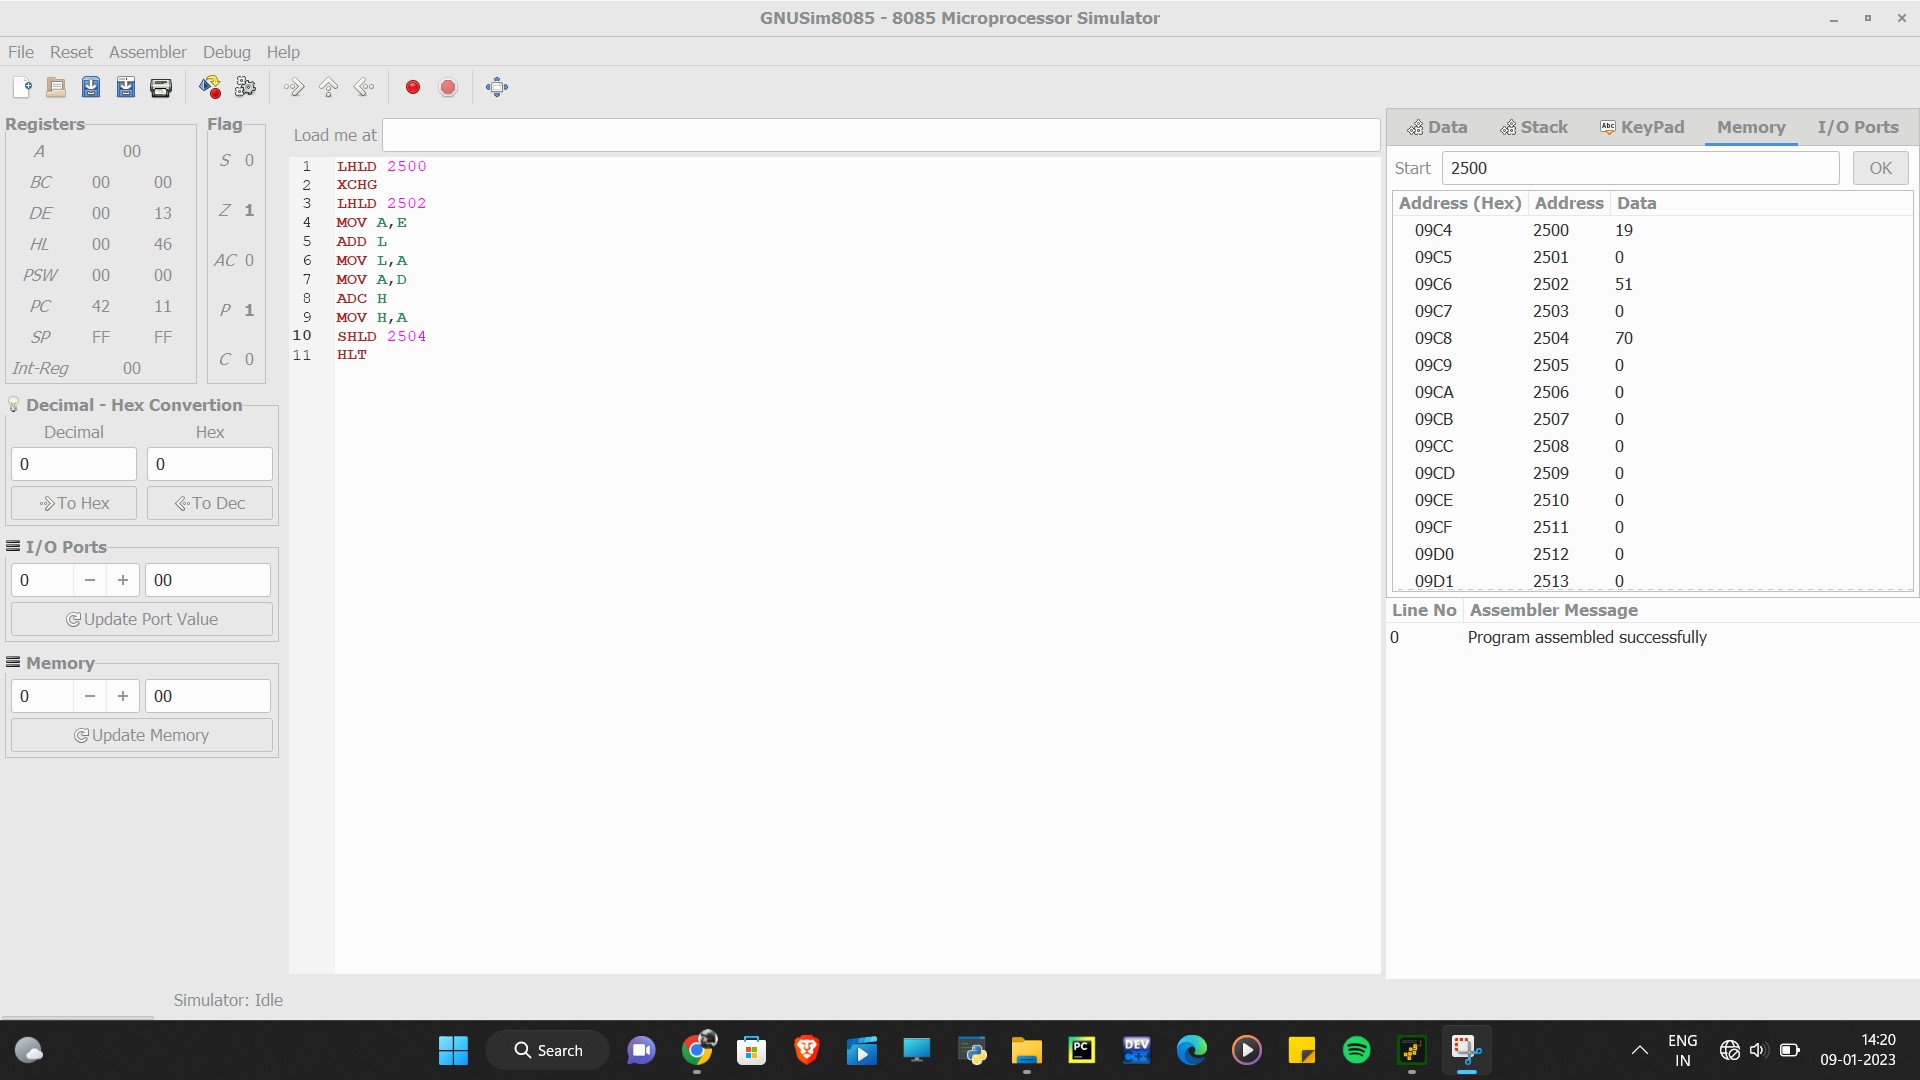 GNUSim8085 - 8085 Microprocessor Simulator
File Reset Assembler Debug Help
Registers
A 00
BC 00 00
DE 00 13
HL 00 46
PSW 00 00
PC 42 11
SP FF FF
Int-Reg 00
Flag
S 0
Z 1
AC 0
P 1
C 0
Decimal - Hex Convertion
Decimal Hex
0 0
To Hex To Dec
I/O Ports
0 − + 00
Update Port Value
Memory
0 − + 00
Update Memory
Load me at
1 LHLD 2500
2 XCHG
3 LHLD 2502
4 MOV A,E
5 ADD L
6 MOV L,A
7 MOV A,D
8 ADC H
9 MOV H,A
10 SHLD 2504
11 HLT
Data Stack Abc KeyPad Memory I/O Ports
Start 2500 OK
Address (Hex) Address Data
09C4 2500 19
09C5 2501 0
09C6 2502 51
09C7 2503 0
09C8 2504 70
09C9 2505 0
09CA 2506 0
09CB 2507 0
09CC 2508 0
09CD 2509 0
09CE 2510 0
09CF 2511 0
09D0 2512 0
09D1 2513 0
Line No Assembler Message
0 Program assembled successfully
Simulator: Idle
Search
PC
DEV C++
ENG
IN
14:20
09-01-2023